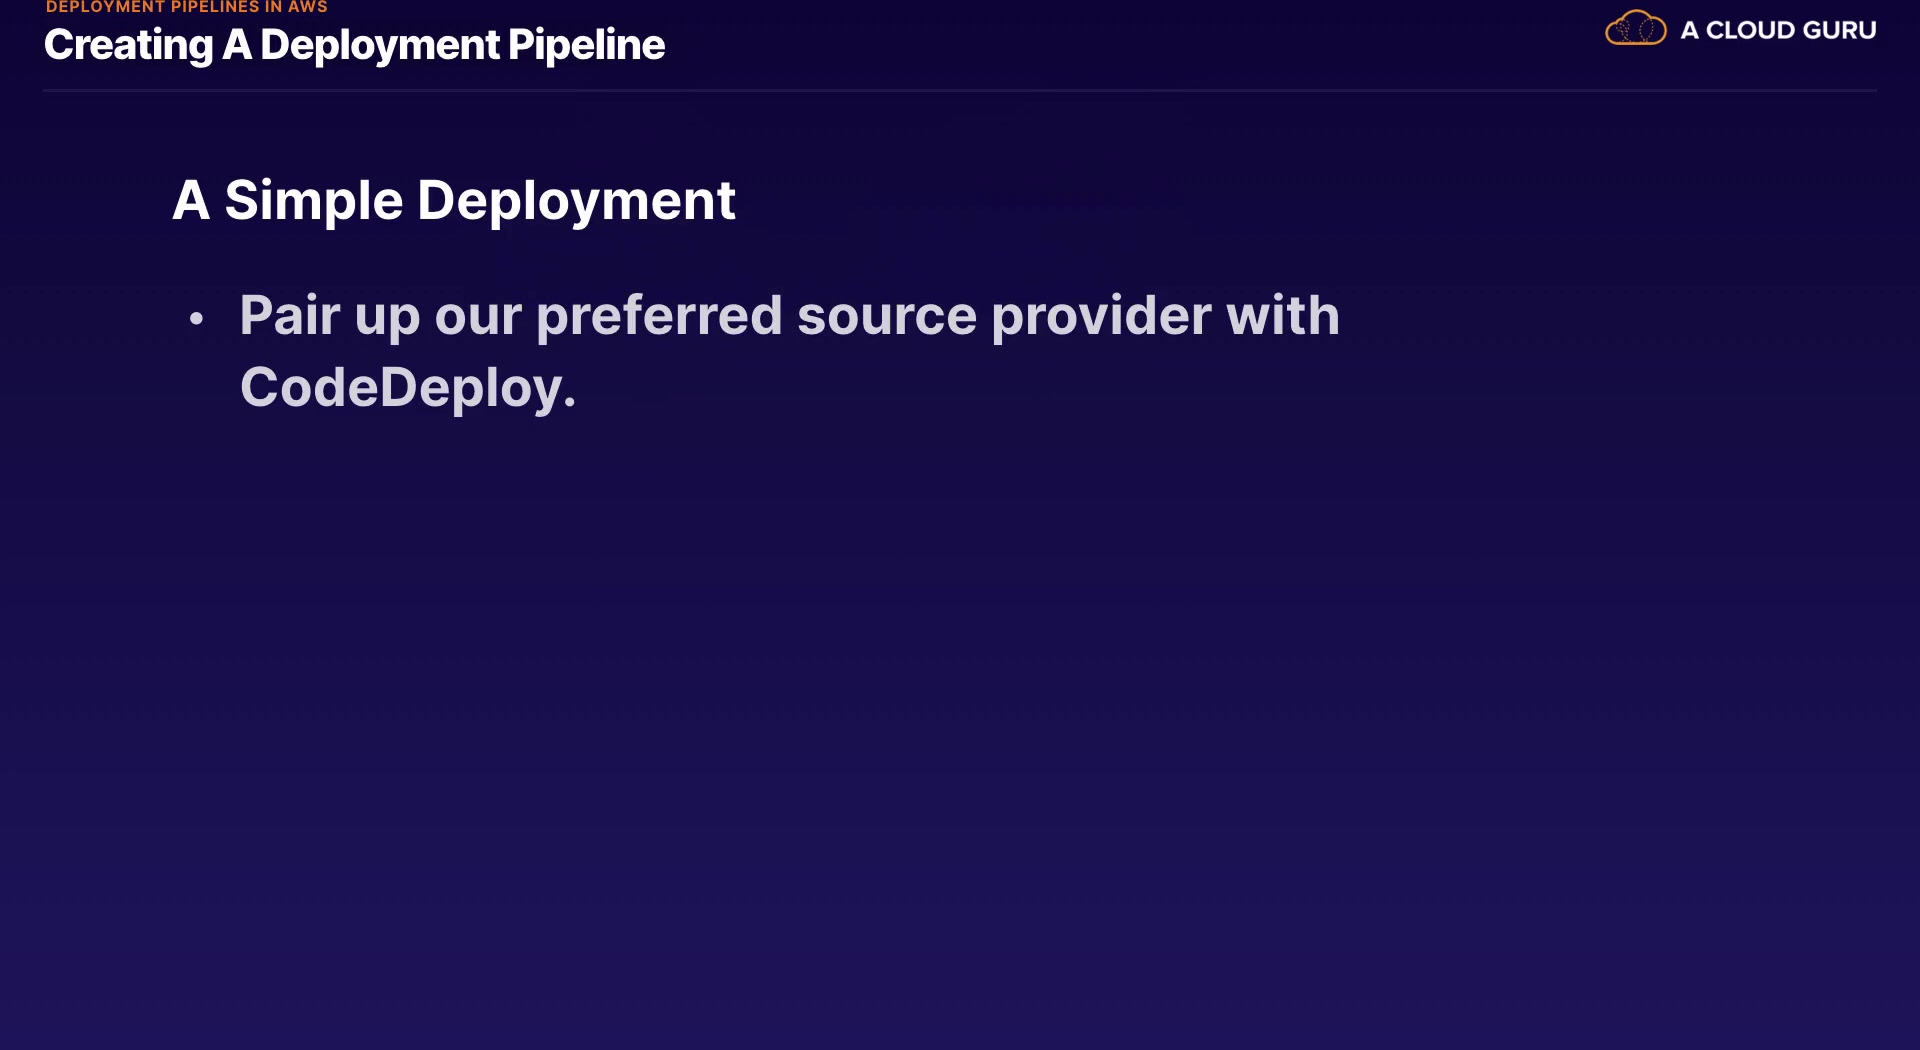 DEPLOYMENT PIPELINES IN AWS
Creating A Deployment Pipeline
A CLOUD GURU
A Simple Deployment
• Pair up our preferred source provider with
CodeDeploy.